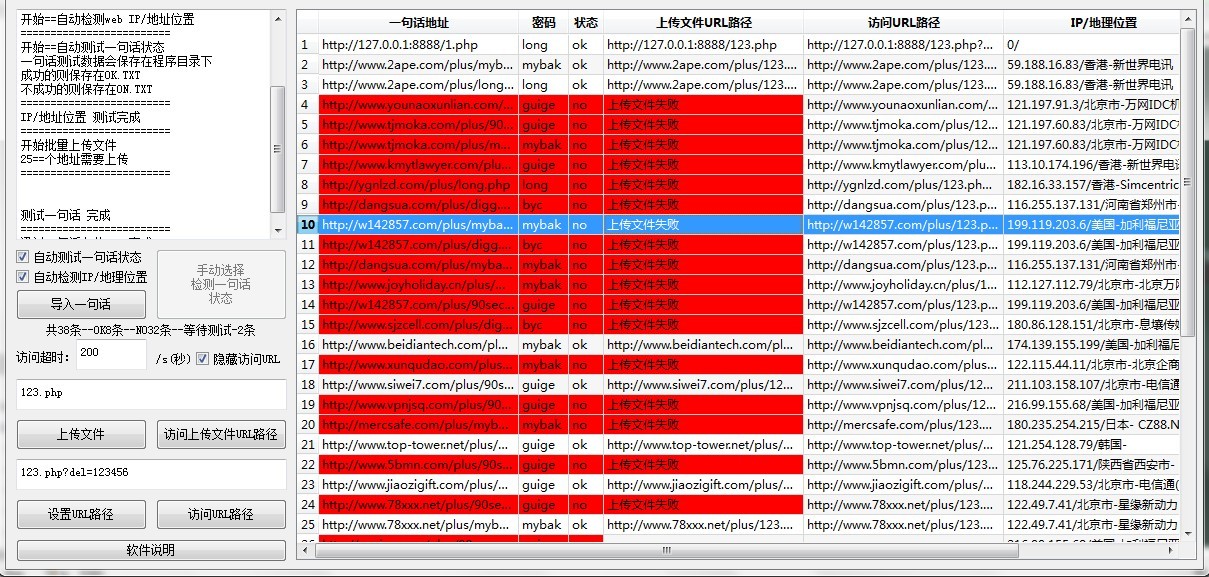 开始==自动检测web IP/地址位置
=========================
开始==自动测试一句话状态
一句话测试数据会保存在程序目录下
成功的则保存在OK.TXT
不成功的则保存在ON.TXT
=========================
IP/地址位置 测试完成
=========================
开始批量上传文件
25==个地址需要上传
=========================
测试一句话 完成
=========================
自动测试一句话状态
自动检测IP/地理位置
手动选择
检测一句话
状态
导入一句话
共38条--OK8条--NO32条--等待测试-2条
访问超时: 200 /s(秒) 隐藏访问URL
123.php
上传文件 访问上传文件URL路径
123.php?del=123456
设置URL路径 访问URL路径
软件说明
一句话地址 密码 状态 上传文件URL路径 访问URL路径 IP/地理位置
1 http://127.0.0.1:8888/1.php long ok http://127.0.0.1:8888/123.php http://127.0.0.1:8888/123.php?... 0/
2 http://www.2ape.com/plus/myb... mybak ok http://www.2ape.com/plus/123.... http://www.2ape.com/plus/123.... 59.188.16.83/香港-新世界电讯
3 http://www.2ape.com/plus/long... long ok http://www.2ape.com/plus/123.... http://www.2ape.com/plus/123.... 59.188.16.83/香港-新世界电讯
4 http://www.younaoxunlian.com/... guige no 上传文件失败 http://www.younaoxunlian.com/... 121.197.91.3/北京市-万网IDC机
5 http://www.tjmoka.com/plus/90... guige no 上传文件失败 http://www.tjmoka.com/plus/12... 121.197.60.83/北京市-万网IDC
6 http://www.tjmoka.com/plus/m... mybak no 上传文件失败 http://www.tjmoka.com/plus/12... 121.197.60.83/北京市-万网IDC
7 http://www.kmytlawyer.com/plu... guige no 上传文件失败 http://www.kmytlawyer.com/plu... 113.10.174.196/香港-新世界电讯
8 http://ygnlzd.com/plus/long.php long no 上传文件失败 http://ygnlzd.com/plus/123.ph... 182.16.33.157/香港-Simcentric
9 http://dangsua.com/plus/digg.... byc no 上传文件失败 http://dangsua.com/plus/123.p... 116.255.137.131/河南省郑州市-
10 http://w142857.com/plus/myba... mybak no 上传文件失败 http://w142857.com/plus/123.p... 199.119.203.6/美国-加利福尼亚
11 http://w142857.com/plus/digg.... byc no 上传文件失败 http://w142857.com/plus/123.p... 199.119.203.6/美国-加利福尼亚
12 http://dangsua.com/plus/myba... mybak no 上传文件失败 http://dangsua.com/plus/123.p... 116.255.137.131/河南省郑州市-
13 http://www.joyholiday.cn/plus/... mybak no 上传文件失败 http://www.joyholiday.cn/plus/1... 112.127.112.79/北京市-北京万网
14 http://w142857.com/plus/90sec... guige no 上传文件失败 http://w142857.com/plus/123.p... 199.119.203.6/美国-加利福尼亚
15 http://www.sjzcell.com/plus/dig... byc no 上传文件失败 http://www.sjzcell.com/plus/12... 180.86.128.151/北京市-息壤传媒
16 http://www.beidiantech.com/pl... mybak ok http://www.beidiantech.com/pl... http://www.beidiantech.com/pl... 174.139.155.199/美国-加利福尼
17 http://www.xunqudao.com/plus... mybak no 上传文件失败 http://www.xunqudao.com/plus... 122.115.44.11/北京市-北京企商
18 http://www.siwei7.com/plus/90s... guige ok http://www.siwei7.com/plus/12... http://www.siwei7.com/plus/12... 211.103.158.107/北京市-电信通
19 http://www.vpnjsq.com/plus/90... guige no 上传文件失败 http://www.vpnjsq.com/plus/12... 216.99.155.68/美国-加利福尼亚
20 http://mercsafe.com/plus/myb... mybak no 上传文件失败 http://mercsafe.com/plus/123.... 180.235.254.215/日本- CZ88.N
21 http://www.top-tower.net/plus/... guige ok http://www.top-tower.net/plus/... http://www.top-tower.net/plus/... 121.254.128.79/韩国-
22 http://www.5bmn.com/plus/90s... guige no 上传文件失败 http://www.5bmn.com/plus/123... 125.76.225.171/陕西省西安市-
23 http://www.jiaozigift.com/plus/... guige ok http://www.jiaozigift.com/plus/... http://www.jiaozigift.com/plus/... 118.244.229.53/北京市-电信通(
24 http://www.78xxx.net/plus/90se... guige no 上传文件失败 http://www.78xxx.net/plus/123.... 122.49.7.41/北京市-星缘新动力
25 http://www.78xxx.net/plus/myb... mybak ok http://www.78xxx.net/plus/123.... http://www.78xxx.net/plus/123.... 122.49.7.41/北京市-星缘新动力